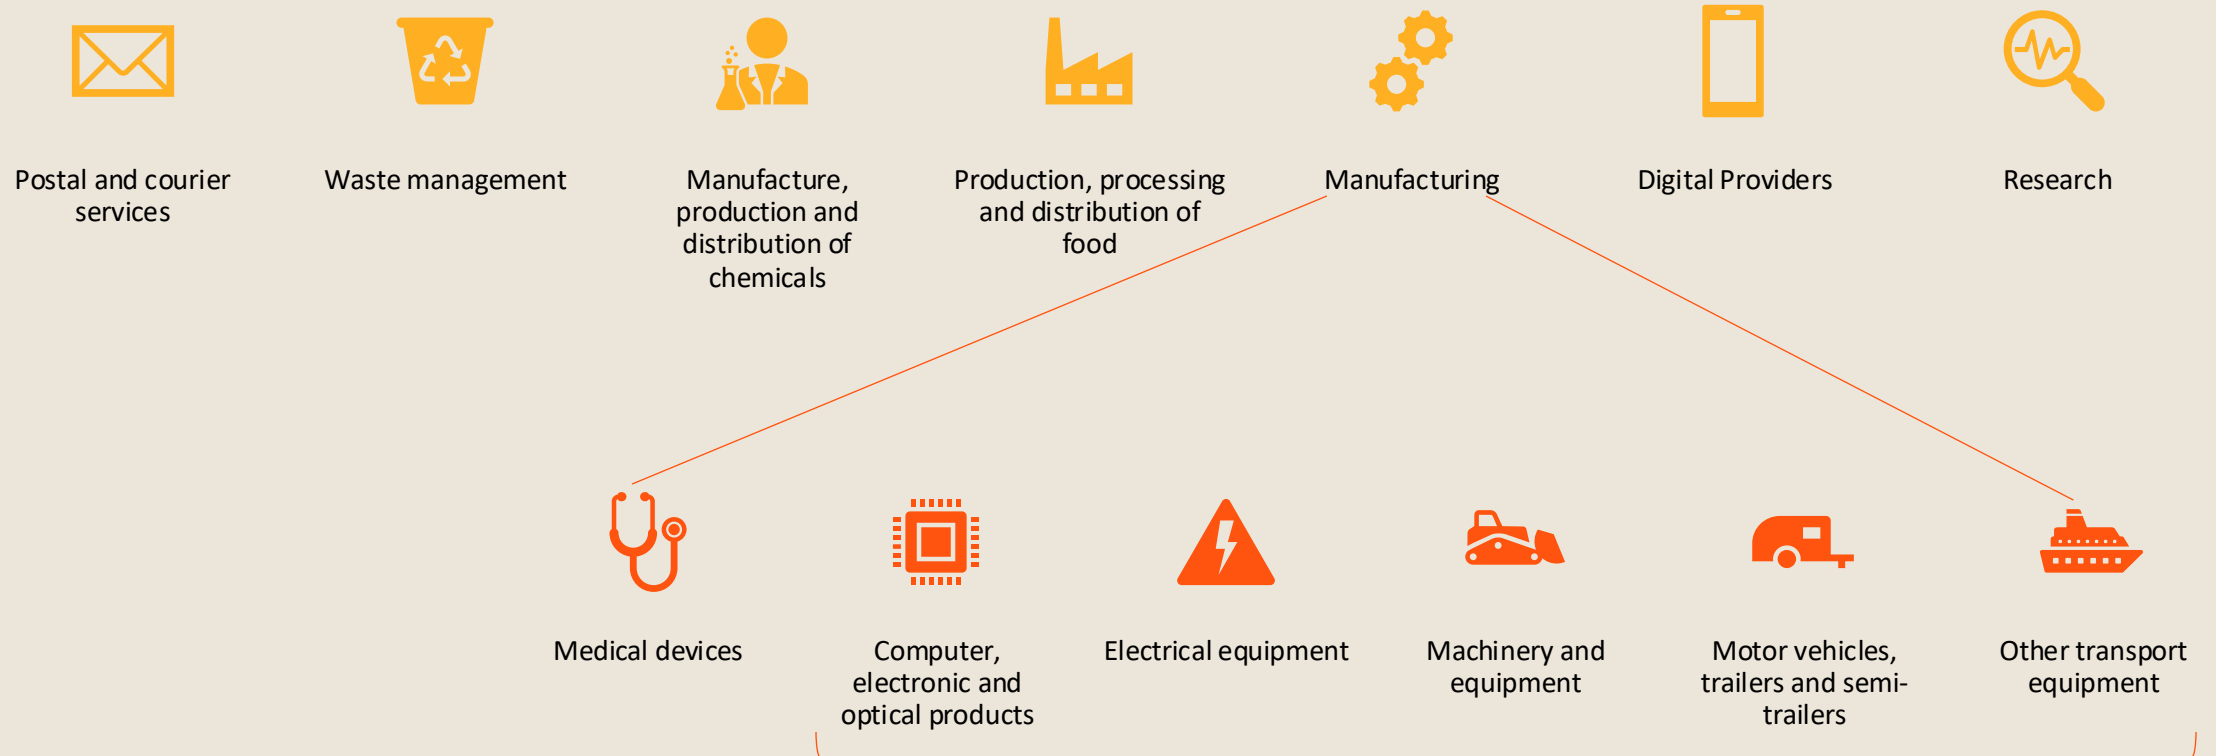 Postal and courier
services
Waste management
Manufacture,
production and
distribution of
chemicals
Production, processing
and distribution of
food
Manufacturing
Digital Providers
Research
Medical devices
Computer,
electronic and
optical products
Electrical equipment
Machinery and
equipment
Motor vehicles,
trailers and semi-
trailers
Other transport
equipment